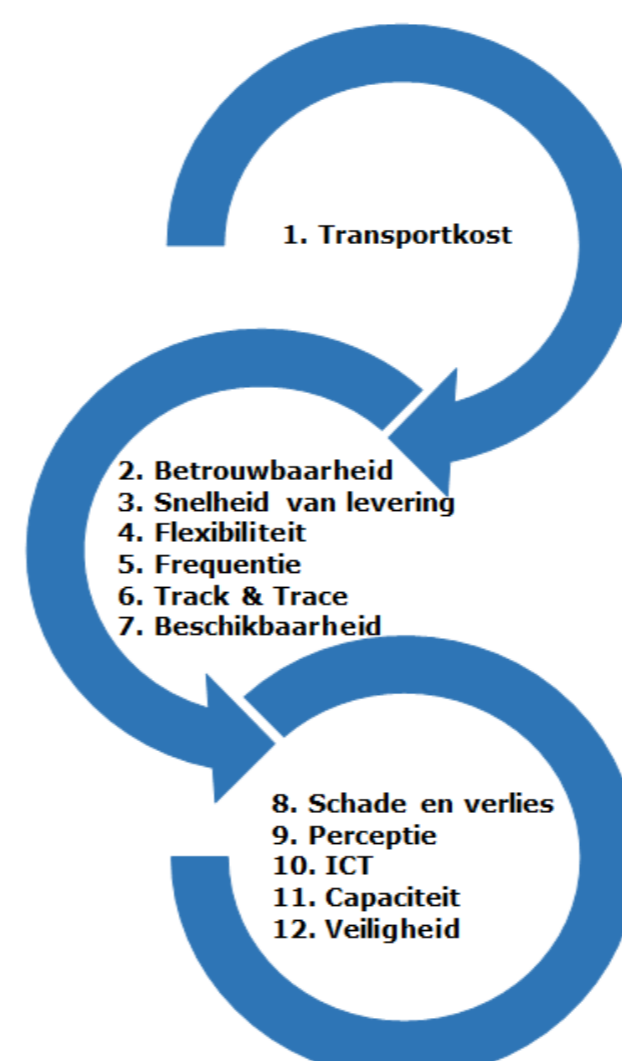 1. Transportkost
2. Betrouwbaarheid
3. Snelheid van levering
4. Flexibiliteit
5. Frequentie
6. Track & Trace
7. Beschikbaarheid
8. Schade en verlies
9. Perceptie
10. ICT
11. Capaciteit
12. Veiligheid